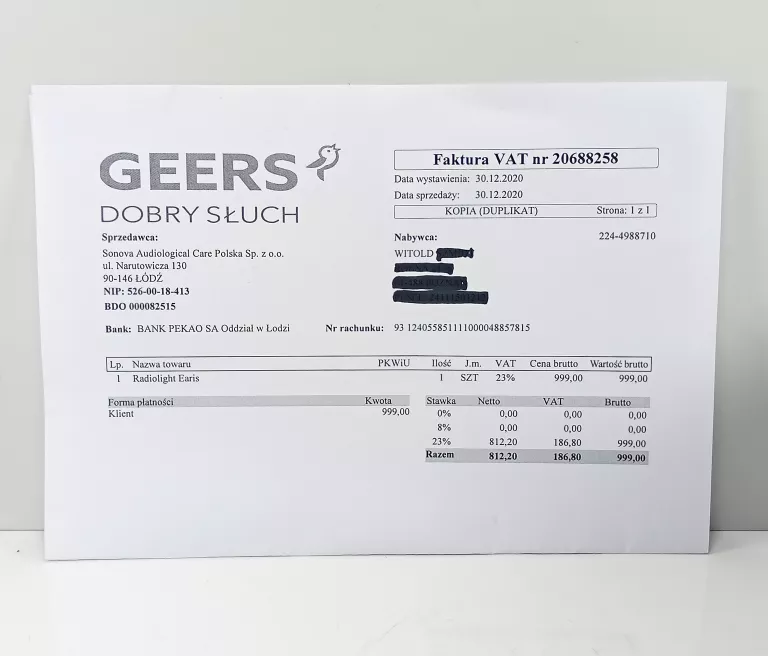 GEERS
DOBRY SŁUCH
Faktura VAT nr 20688258
Data wystawienia: 30.12.2020
Data sprzedaży: 30.12.2020
KOPIA (DUPLIKAT) Strona: 1 z 1
Sprzedawca:
Sonova Audiological Care Polska Sp. z o.o.
ul. Narutowicza 130
90-146 ŁÓDŹ
NIP: 526-00-18-413
BDO 000082515
Nabywca: 224-4988710
WITOLD
Bank: BANK PEKAO SA Oddział w Łodzi Nr rachunku: 93 124055851111000048857815
Lp. Nazwa towaru PKWiU Ilość J.m. VAT Cena brutto Wartość brutto
1 Radiolight Earis 1 SZT 23% 999,00 999,00
Forma płatności Kwota
Klient 999,00
Stawka Netto VAT Brutto
0% 0,00 0,00 0,00
8% 0,00 0,00 0,00
23% 812,20 186,80 999,00
Razem 812,20 186,80 999,00